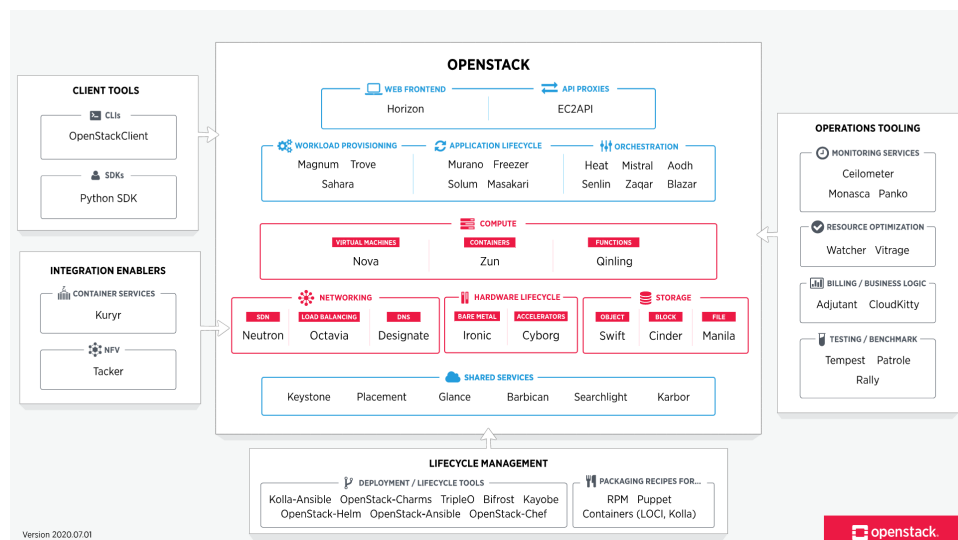 OPENSTACK
WEB FRONTEND
Horizon
API PROXIES
EC2API
WORKLOAD PROVISIONING
Magnum Trove
Sahara
APPLICATION LIFECYCLE
Murano Freezer
Solum Masakari
ORCHESTRATION
Heat Mistral Aodh
Senlin Zaqar Blazar
COMPUTE
VIRTUAL MACHINES
Nova
CONTAINERS
Zun
FUNCTIONS
Qinling
NETWORKING
SDN
Neutron
LOAD BALANCING
Octavia
DNS
Designate
HARDWARE LIFECYCLE
BARE METAL
Ironic
ACCELERATORS
Cyborg
STORAGE
OBJECT
Swift
BLOCK
Cinder
FILE
Manila
SHARED SERVICES
Keystone Placement Glance Barbican Searchlight Karbor
CLIENT TOOLS
CLIs
OpenStackClient
SDKs
Python SDK
INTEGRATION ENABLERS
CONTAINER SERVICES
Kuryr
NFV
Tacker
OPERATIONS TOOLING
MONITORING SERVICES
Ceilometer
Monasca Panko
RESOURCE OPTIMIZATION
Watcher Vitrage
BILLING / BUSINESS LOGIC
Adjutant CloudKitty
TESTING / BENCHMARK
Tempest Patrole
Rally
LIFECYCLE MANAGEMENT
DEPLOYMENT / LIFECYCLE TOOLS
Kolla-Ansible OpenStack-Charms TripleO Bifrost Kayobe
OpenStack-Helm OpenStack-Ansible OpenStack-Chef
PACKAGING RECIPES FOR...
RPM Puppet
Containers (LOCI, Kolla)
Version 2020.07.01
openstack.